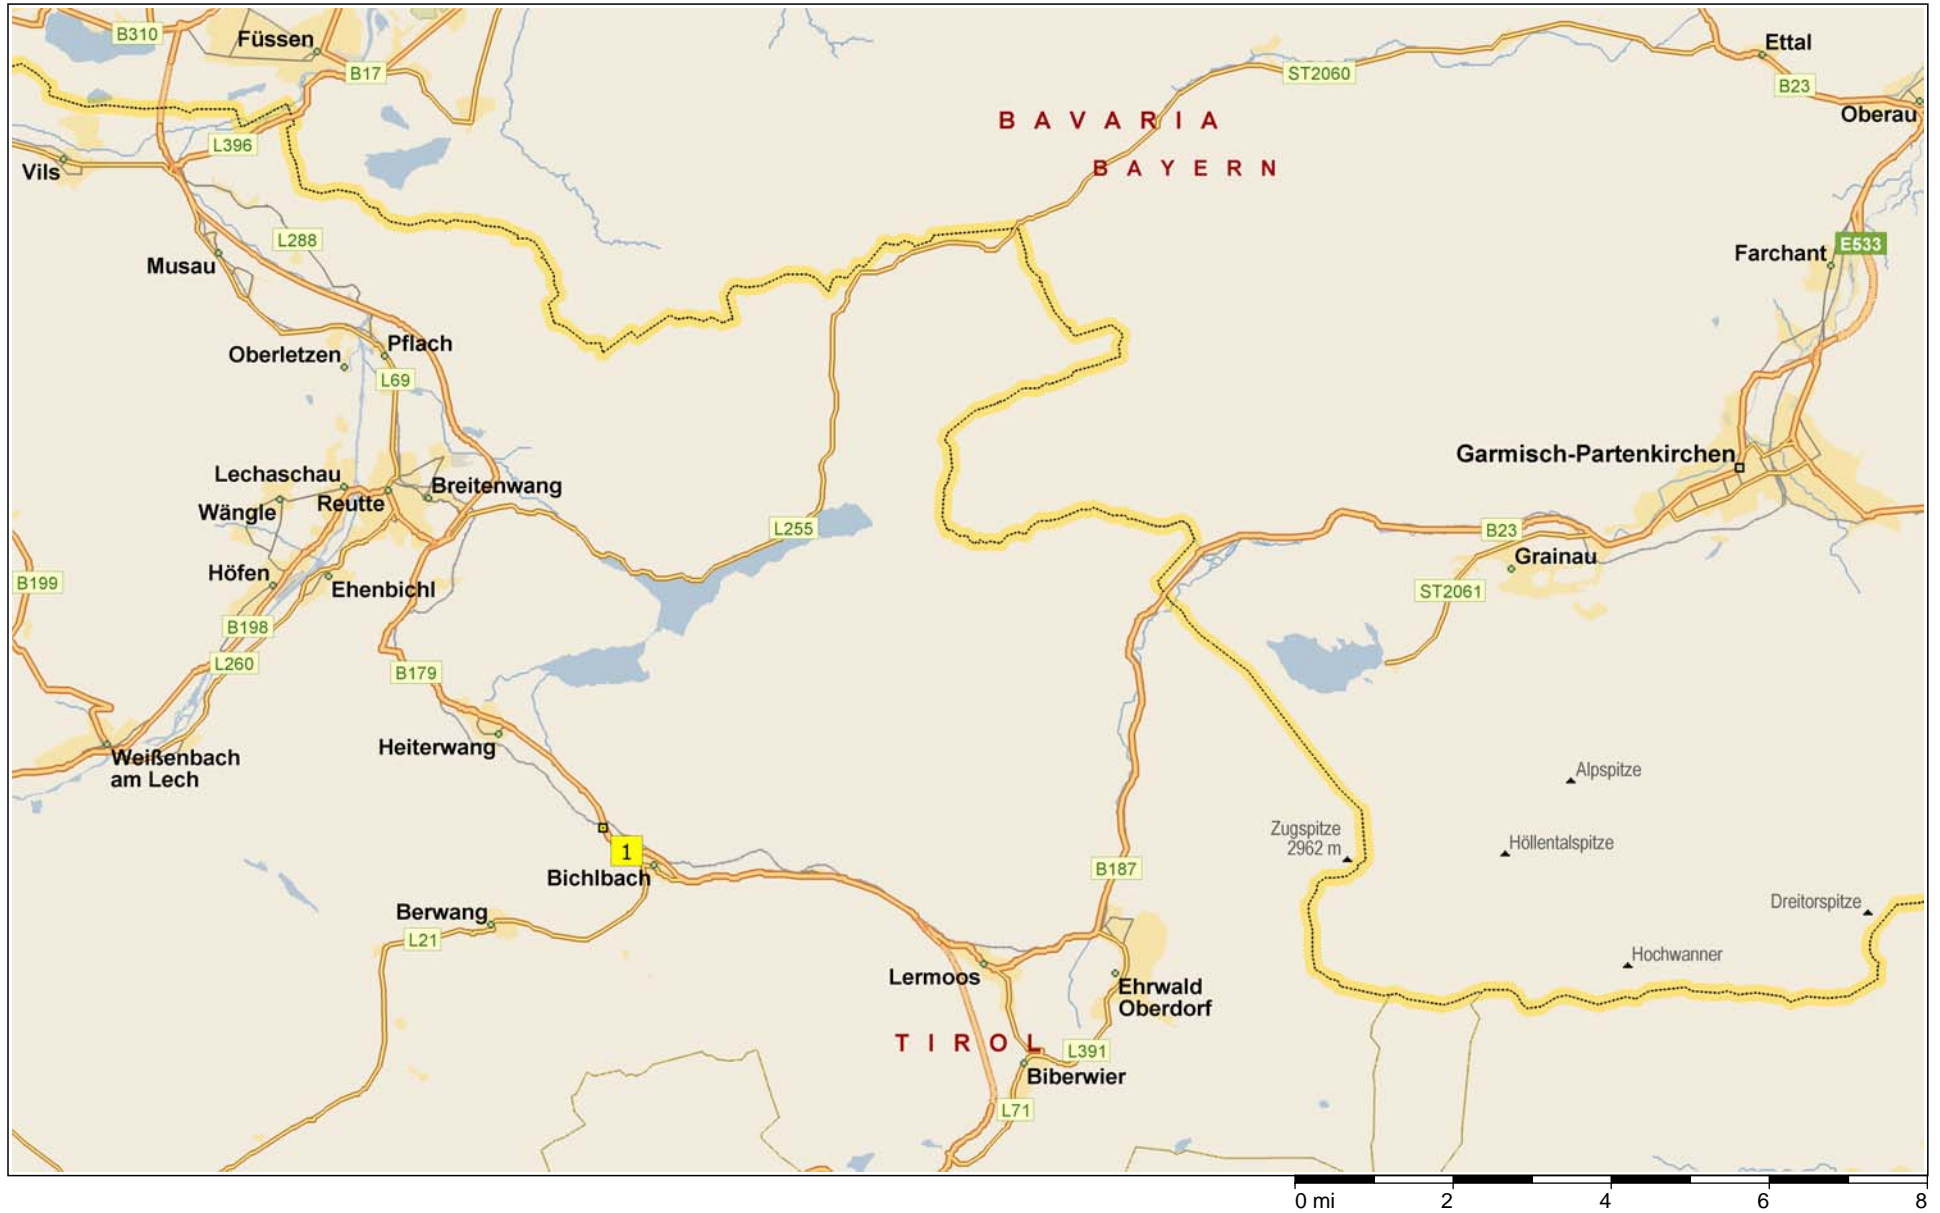 B310
Füssen
B17
ST2060
Ettal
B23
Oberau
BAVARIA
BAYERN
L396
Vils
L288
Musau
Farchant
E533
Oberletzen
Pflach
L69
Lechaschau
Wängle
Reutte
Breitenwang
Garmisch-Partenkirchen
L255
B23
Grainau
Höfen
Ehenbichl
B199
ST2061
B198
L260
B179
Heiterwang
Weißenbach
am Lech
Alpspitze
Zugspitze
2962 m
Höllentalspitze
1
Bichlbach
B187
Berwang
L21
Dreitorspitze
Hochwanner
Lermoos
Ehrwald
Oberdorf
TIROL
L391
Biberwier
L71
0 mi 2 4 6 8